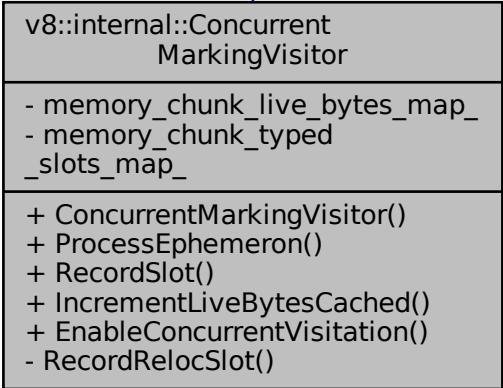 v8::internal::Concurrent
MarkingVisitor
- memory_chunk_live_bytes_map_
- memory_chunk_typed
_slots_map_
+ ConcurrentMarkingVisitor()
+ ProcessEphemeron()
+ RecordSlot()
+ IncrementLiveBytesCached()
+ EnableConcurrentVisitation()
- RecordRelocSlot()